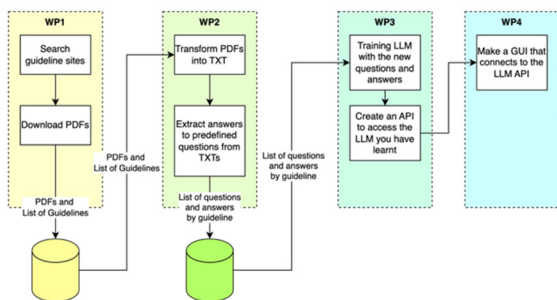 WP1
Search
guideline sites
Download PDFs
PDFs and
List of Guidelines
PDFs and
List of Guidelines
WP2
Transform PDFs
into TXT
Extract answers
to predefined
questions from
TXTs
List of questions
and answers
by guideline
List of questions
and answers
by guideline
WP3
Training LLM
with the new
questions and
answers
Create an API
to access the
LLM you have
learnt
WP4
Make a GUI that
connects to the
LLM API